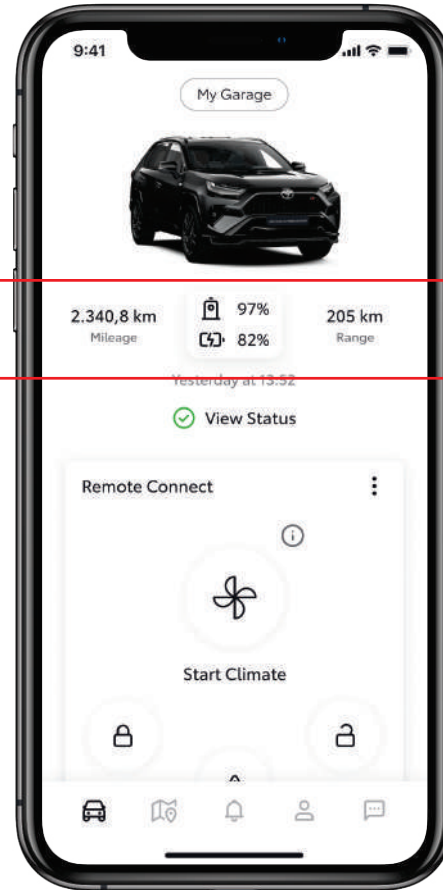 9:41
My Garage
97%
2.340,8 km
205 km
Mileage
82%
Range
Yesterday at 13:52
View Status
Remote Connect
Start Climate